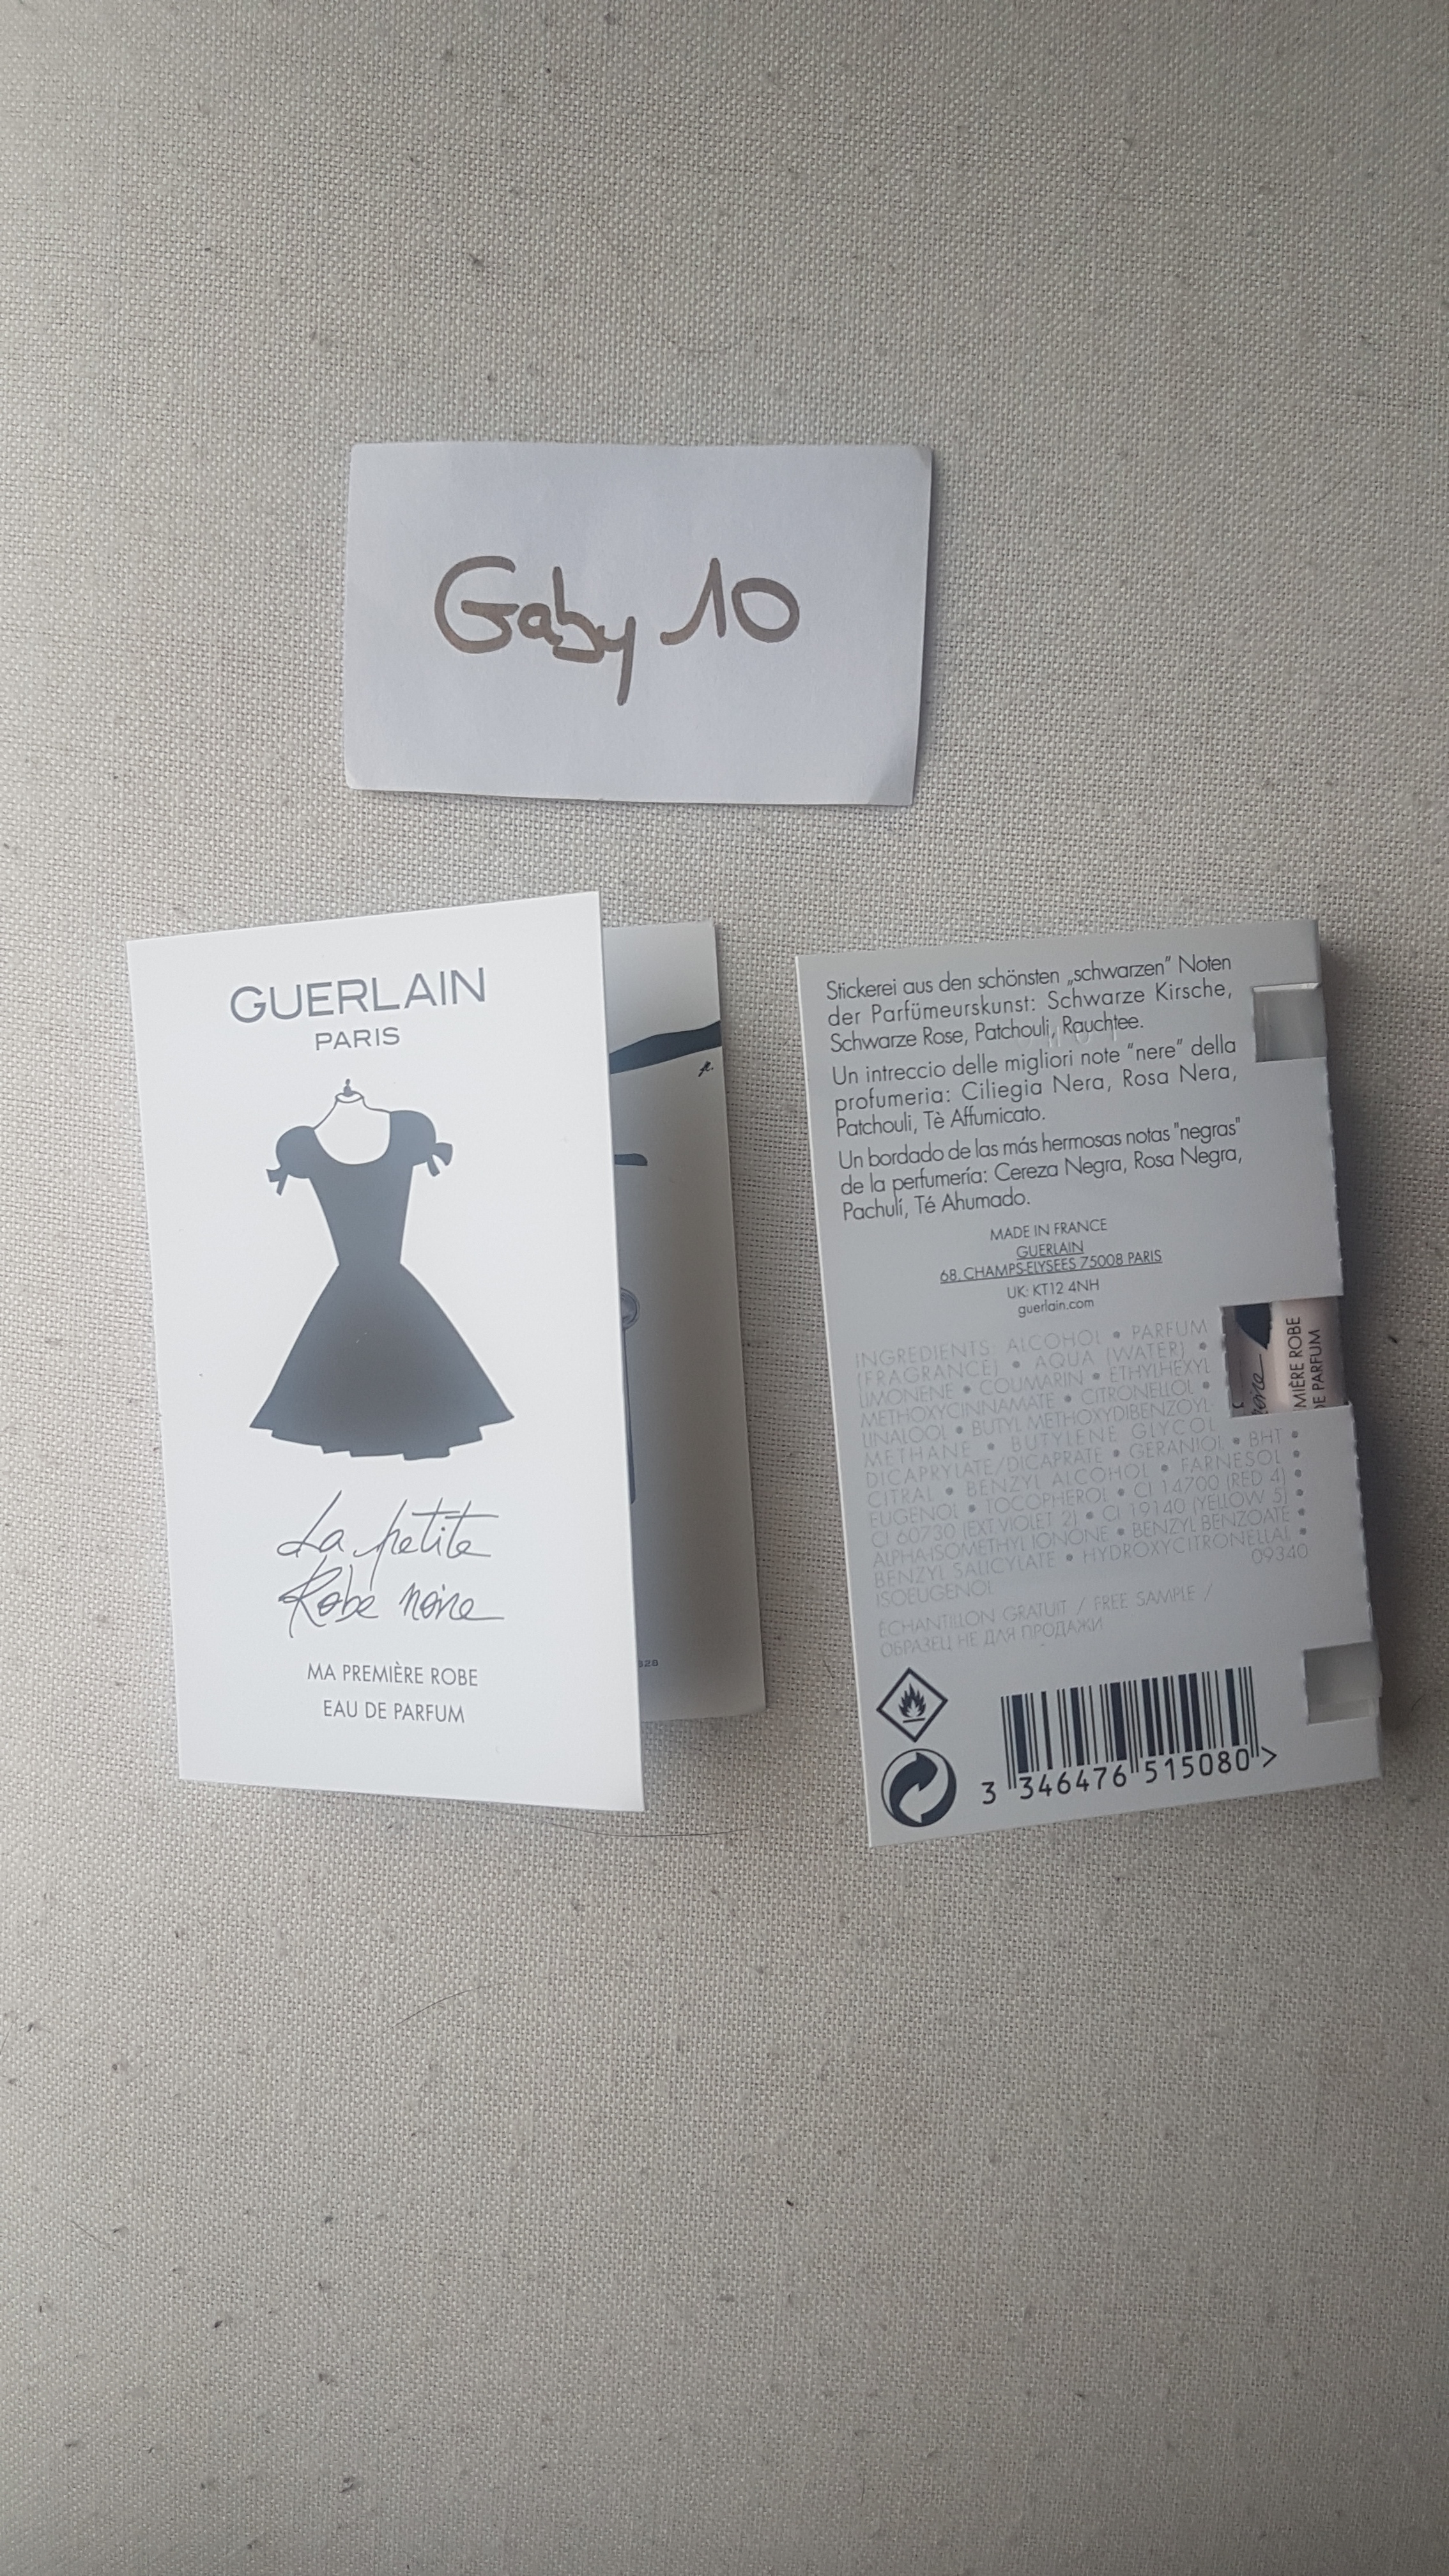 Gaby 10
GUERLAIN
PARIS
La petite
Robe noire
MA PREMIÈRE ROBE
EAU DE PARFUM
Stickerei aus den schönsten „schwarzen” Noten
der Parfümeurskunst: Schwarze Kirsche,
Schwarze Rose, Patchouli, Rauchtee.
Un intreccio delle migliori note “nere” della
profumeria: Ciliegia Nera, Rosa Nera,
Patchouli, Tè Affumicato.
Un bordado de las más hermosas notas "negras"
de la perfumería: Cereza Negra, Rosa Negra,
Pachulí, Té Ahumado.
MADE IN FRANCE
GUERLAIN
68, CHAMPS-ELYSEES 75008 PARIS
UK: KT12 4NH
guerlain.com
INGREDIENTS: ALCOHOL • PARFUM
(FRAGRANCE) • AQUA (WATER) •
LIMONENE • COUMARIN • ETHYLHEXYL
METHOXYCINNAMATE • CITRONELLOL •
LINALOOL • BUTYL METHOXYDIBENZOYL
METHANE • BUTYLENE GLYCOL
DICAPRYLATE/DICAPRATE • GERANIOL • BHT •
CITRAL • BENZYL ALCOHOL • FARNESOL •
EUGENOL • TOCOPHEROL • CI 14700 (RED 4) •
CI 60730 (EXT. VIOLET 2) • CI 19140 (YELLOW 5) •
ALPHA-ISOMETHYL IONONE • BENZYL BENZOATE •
BENZYL SALICYLATE • HYDROXYCITRONELLAL •
ISOEUGENOL 09340
ECHANTILLON GRATUIT / FREE SAMPLE /
ОБРАЗЕЦ НЕ ДЛЯ ПРОДАЖИ
MIÈRE ROBE
E PARFUM
3 346476 515080 >